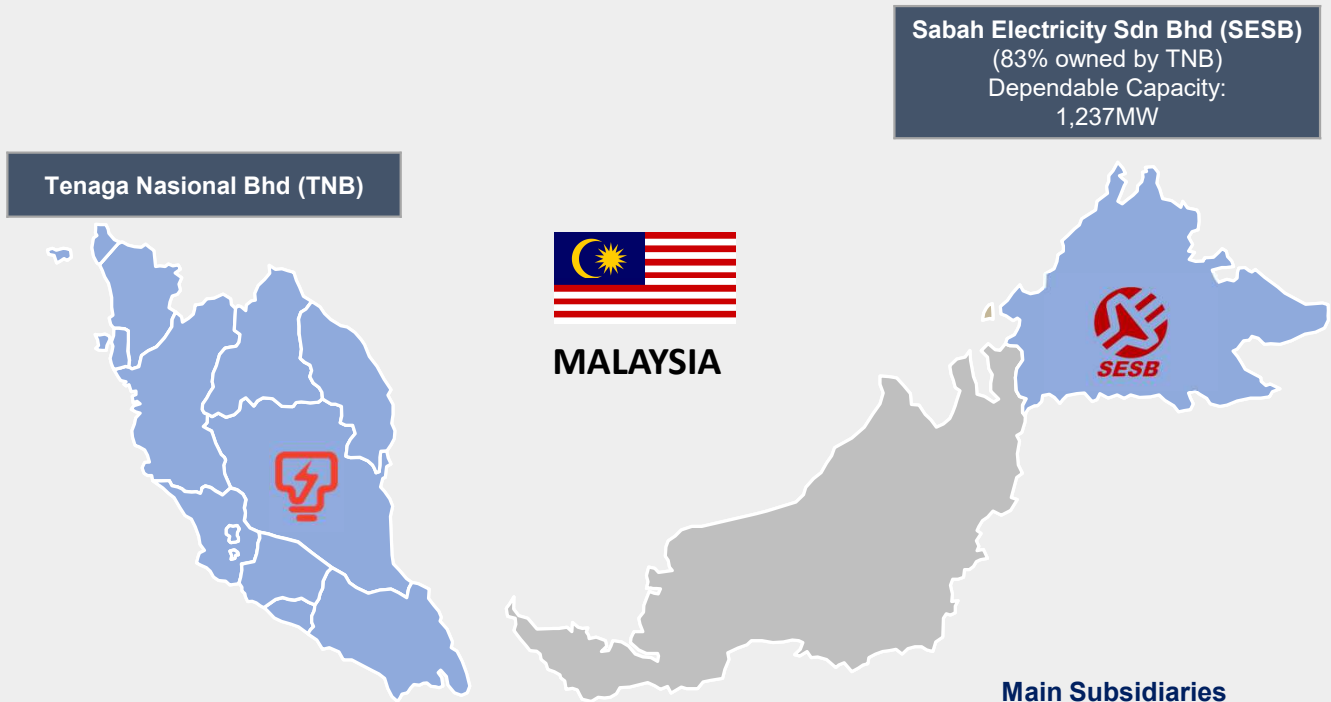 Sabah Electricity Sdn Bhd (SESB)
(83% owned by TNB)
Dependable Capacity:
1,237MW
Tenaga Nasional Bhd (TNB)
MALAYSIA
SESB
Main Subsidiaries